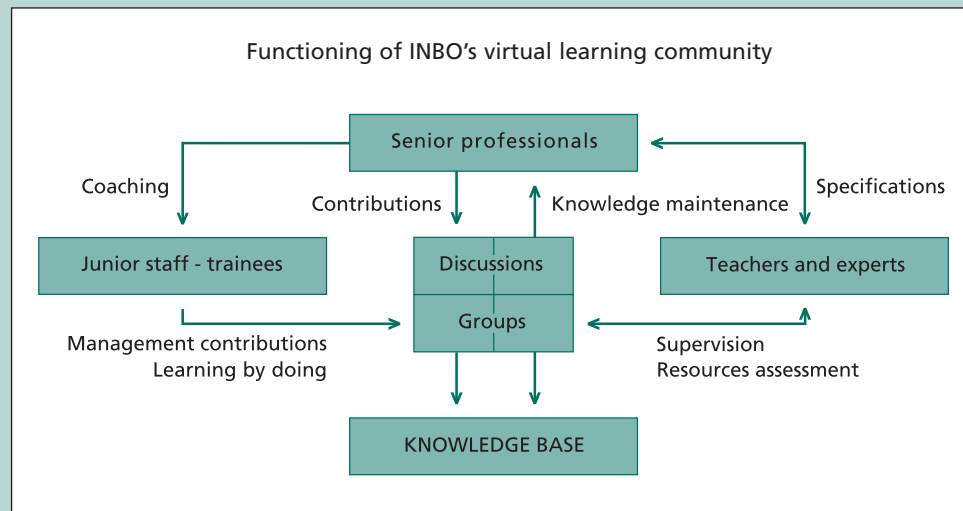 Functioning of INBO's virtual learning community
Senior professionals
Coaching
Contributions
Knowledge maintenance
Specifications
Junior staff - trainees
Discussions
Teachers and experts
Groups
Management contributions
Learning by doing
Supervision
Resources assessment
KNOWLEDGE BASE